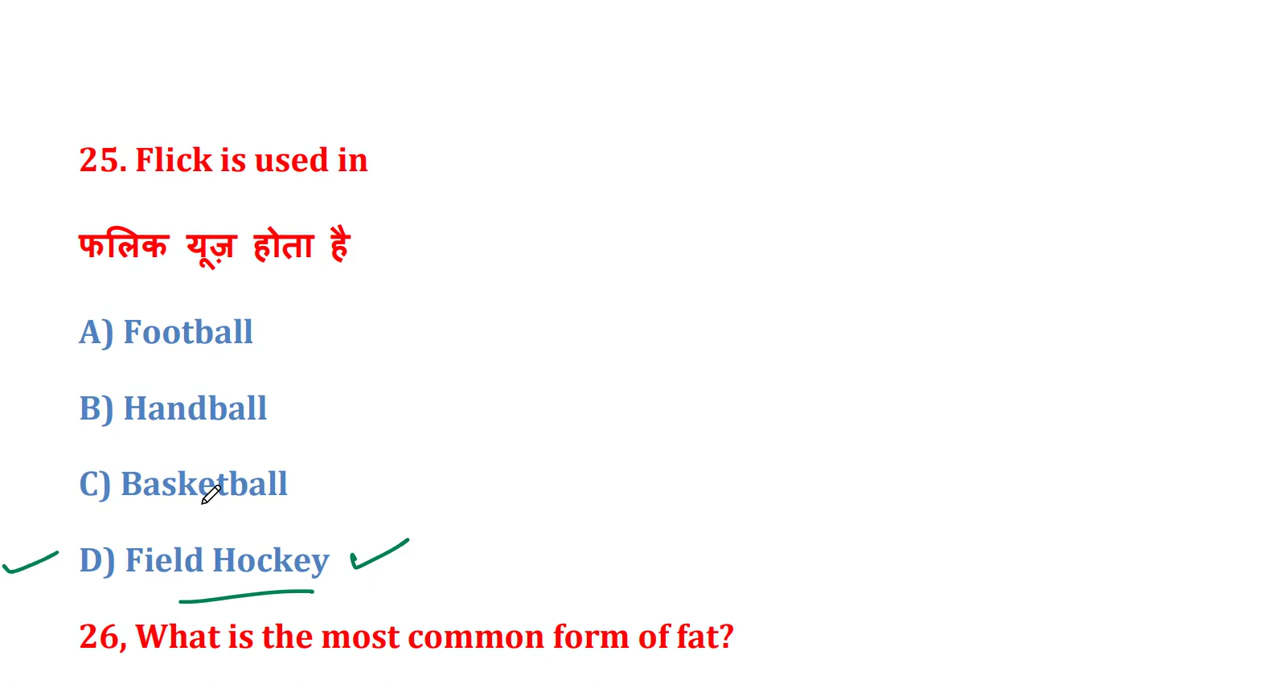 25. Flick is used in
फलिक यूज़ होता है
A) Football
B) Handball
C) Basketball
D) Field Hockey
26, What is the most common form of fat?